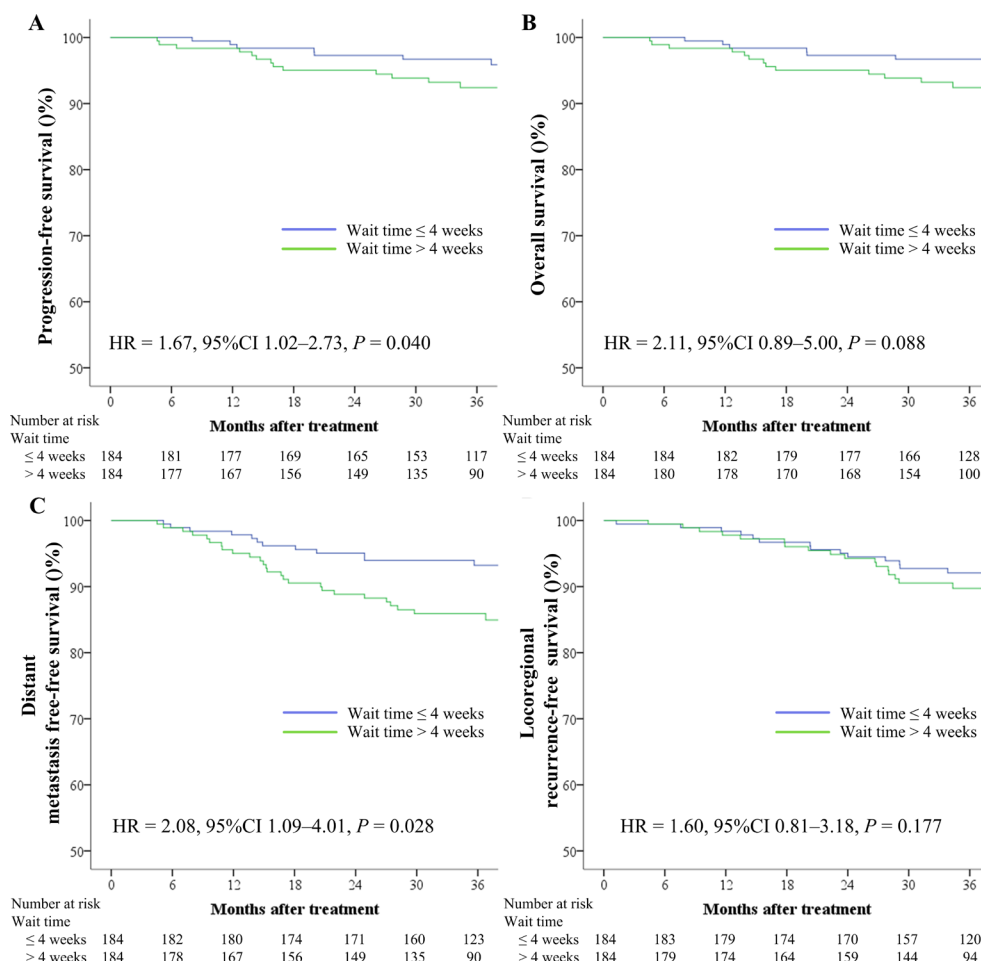 A
100
90
80
70
60
50
Progression-free survival ()%)
Wait time ≤ 4 weeks
Wait time > 4 weeks
HR = 1.67, 95%CI 1.02–2.73, P = 0.040
0 6 12 18 24 30 36
Number at risk
Months after treatment
Wait time
≤ 4 weeks 184 181 177 169 165 153 117
> 4 weeks 184 177 167 156 149 135 90
B
100
90
80
70
60
50
Overall survival ()%)
Wait time ≤ 4 weeks
Wait time > 4 weeks
HR = 2.11, 95%CI 0.89–5.00, P = 0.088
0 6 12 18 24 30 36
Number at risk
Months after treatment
Wait time
≤ 4 weeks 184 184 182 179 177 166 128
> 4 weeks 184 180 178 170 168 154 100
C
100
90
80
70
60
50
Distant
metastasis free-free survival ()%)
Wait time ≤ 4 weeks
Wait time > 4 weeks
HR = 2.08, 95%CI 1.09–4.01, P = 0.028
0 6 12 18 24 30 36
Number at risk
Months after treatment
Wait time
≤ 4 weeks 184 182 180 174 171 160 123
> 4 weeks 184 178 167 156 149 135 90
100
90
80
70
60
50
Locoregional
recurrence-free survival ()%)
Wait time ≤ 4 weeks
Wait time > 4 weeks
HR = 1.60, 95%CI 0.81–3.18, P = 0.177
0 6 12 18 24 30 36
Number at risk
Months after treatment
Wait time
≤ 4 weeks 184 183 179 174 170 157 120
> 4 weeks 184 179 174 164 159 144 94